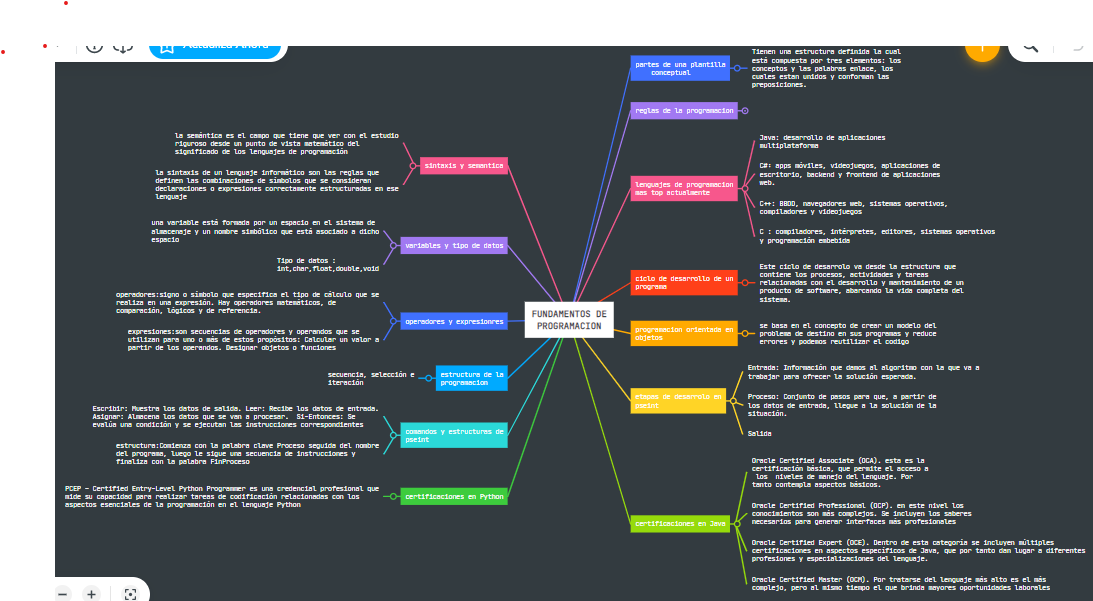 Actualiza Ahora
FUNDAMENTOS DE
PROGRAMACION
sintaxis y semantica
la semántica es el campo que tiene que ver con el estudio
riguroso desde un punto de vista matemático del
significado de los lenguajes de programación
la sintaxis de un lenguaje informático son las reglas que
definen las combinaciones de símbolos que se consideran
declaraciones o expresiones correctamente estructuradas en ese
lenguaje
variables y tipo de datos
una variable está formada por un espacio en el sistema de
almacenaje y un nombre simbólico que está asociado a dicho
espacio
Tipo de datos :
int,char,float,double,void
operadores y expresionres
operadores:signo o símbolo que especifica el tipo de cálculo que se
realiza en una expresión. Hay operadores matemáticos, de
comparación, lógicos y de referencia.
expresiones:son secuencias de operadores y operandos que se
utilizan para uno o más de estos propósitos: Calcular un valor a
partir de los operandos. Designar objetos o funciones
estructura de la
programacion
secuencia, selección e
iteración
comandos y estructuras de
pseint
Escribir: Muestra los datos de salida. Leer: Recibe los datos de entrada.
Asignar: Almacena los datos que se van a procesar. Si-Entonces: Se
evalúa una condición y se ejecutan las instrucciones correspondientes
estructura:Comienza con la palabra clave Proceso seguida del nombre
del programa, luego le sigue una secuencia de instrucciones y
finaliza con la palabra FinProceso
certificaciones en Python
PCEP – Certified Entry-Level Python Programmer es una credencial profesional que
mide su capacidad para realizar tareas de codificación relacionadas con los
aspectos esenciales de la programación en el lenguaje Python
partes de una plantilla
conceptual
Tienen una estructura definida la cual
está compuesta por tres elementos: los
conceptos y las palabras enlace, los
cuales estan unidos y conforman las
preposiciones.
reglas de la programacion
lenguajes de programacion
mas top actualmente
Java: desarrollo de aplicaciones
multiplataforma
C#: apps móviles, videojuegos, aplicaciones de
escritorio, backend y frontend de aplicaciones
web.
C++: BBDD, navegadores web, sistemas operativos,
compiladores y videojuegos
C : compiladores, intérpretes, editores, sistemas operativos
y programación embebida
ciclo de desarrollo de un
programa
Este ciclo de desarrollo va desde la estructura que
contiene los procesos, actividades y tareas
relacionadas con el desarrollo y mantenimiento de un
producto de software, abarcando la vida completa del
sistema.
programacion orientada en
objetos
se basa en el concepto de crear un modelo del
problema de destino en sus programas y reduce
errores y podemos reutilizar el codigo
etapas de desarrolo en
pseint
Entrada: Información que damos al algoritmo con la que va a
trabajar para ofrecer la solución esperada.
Proceso: Conjunto de pasos para que, a partir de
los datos de entrada, llegue a la solución de la
situación.
Salida
certificaciones en Java
Oracle Certified Associate (OCA). esta es la
certificación básica, que permite el acceso a
los niveles de manejo del lenguaje. Por
tanto contempla aspectos básicos.
Oracle Certified Professional (OCP). en este nivel los
conocimientos son más complejos. Se incluyen los saberes
necesarios para generar interfaces más profesionales
Oracle Certified Expert (OCE). Dentro de esta categoría se incluyen múltiples
certificaciones en aspectos específicos de Java, que por tanto dan lugar a diferentes
profesiones y especializaciones del lenguaje.
Oracle Certified Master (OCM). Por tratarse del lenguaje más alto es el más
complejo, pero al mismo tiempo el que brinda mayores oportunidades laborales